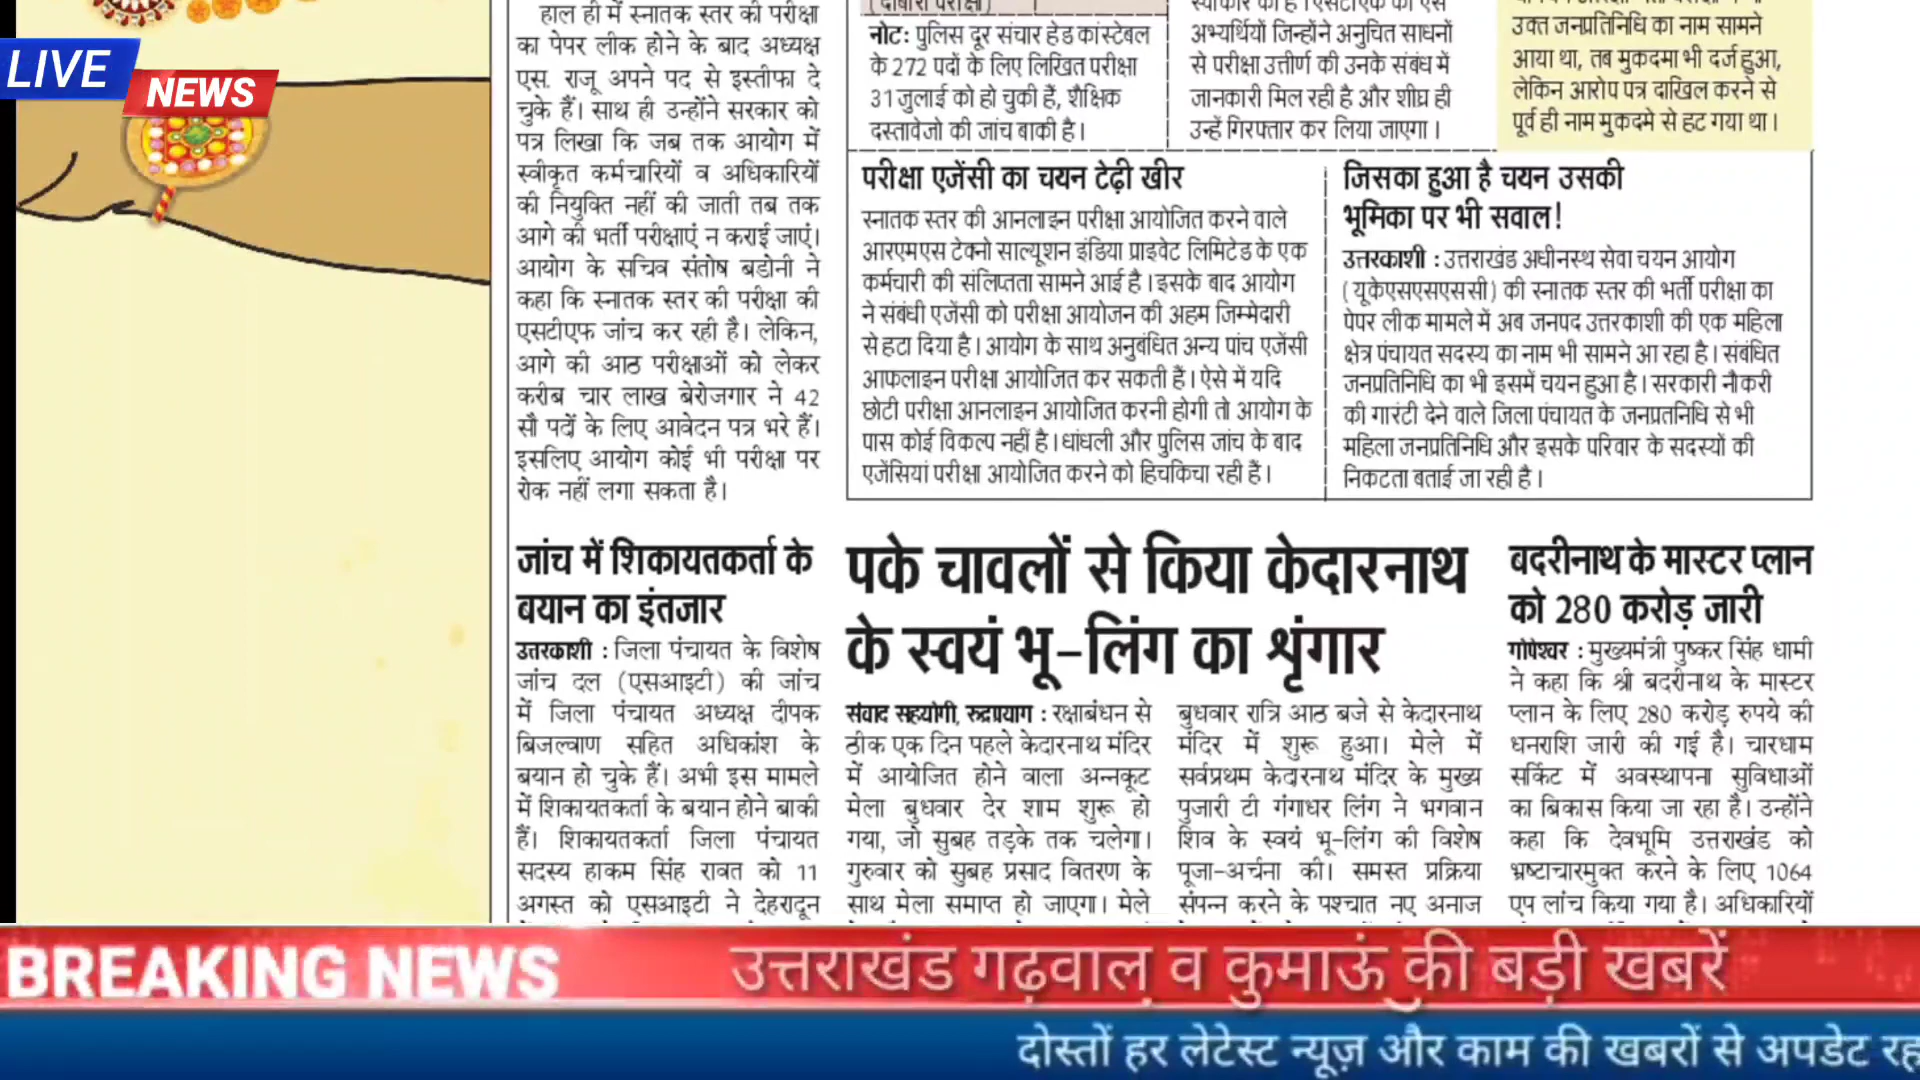 LIVE
NEWS
हाल ही में स्नातक स्तर की परीक्षा
का पेपर लीक होने के बाद अध्यक्ष
एस. राजू अपने पद से इस्तीफा दे
चुके हैं। साथ ही उन्होंने सरकार को
पत्र लिखा कि जब तक आयोग में
स्वीकृत कर्मचारियों व अधिकारियों
की नियुक्ति नहीं की जाती तब तक
आगे की भर्ती परीक्षाएं न कराई जाएं।
आयोग के सचिव संतोष बडोनी ने
कहा कि स्नातक स्तर की परीक्षा की
एसटीएफ जांच कर रही है। लेकिन,
आगे की आठ परीक्षाओं को लेकर
करीब चार लाख बेरोजगार ने 42
सौ पदों के लिए आवेदन पत्र भरे हैं।
इसलिए आयोग कोई भी परीक्षा पर
रोक नहीं लगा सकता है।
(दोबारा परीक्षा)
नोट: पुलिस दूर संचार हेड कांस्टेबल
के 272 पदों के लिए लिखित परीक्षा
31 जुलाई को हो चुकी हैं, शैक्षिक
दस्तावेजो की जांच बाकी है।
अभ्यर्थियों जिन्होंने अनुचित साधनों
से परीक्षा उत्तीर्ण की उनके संबंध में
जानकारी मिल रही है और शीघ्र ही
उन्हें गिरफ्तार कर लिया जाएगा।
उक्त जनप्रतिनिधि का नाम सामने
आया था, तब मुकदमा भी दर्ज हुआ,
लेकिन आरोप पत्र दाखिल करने से
पूर्व ही नाम मुकदमे से हट गया था।
परीक्षा एजेंसी का चयन टेढ़ी खीर
स्नातक स्तर की आनलाइन परीक्षा आयोजित करने वाले
आरएमएस टेक्नो साल्यूशन इंडिया प्राइवेट लिमिटेड के एक
कर्मचारी की संलिप्तता सामने आई है। इसके बाद आयोग
ने संबंधी एजेंसी को परीक्षा आयोजन की अहम जिम्मेदारी
से हटा दिया है। आयोग के साथ अनुबंधित अन्य पांच एजेंसी
आफलाइन परीक्षा आयोजित कर सकती हैं। ऐसे में यदि
छोटी परीक्षा आनलाइन आयोजित करनी होगी तो आयोग के
पास कोई विकल्प नहीं है। धांधली और पुलिस जांच के बाद
एजेंसियां परीक्षा आयोजित करने को हिचकिचा रही हैं।
जिसका हुआ है चयन उसकी
भूमिका पर भी सवाल!
उत्तरकाशी : उत्तराखंड अधीनस्थ सेवा चयन आयोग
(यूकेएसएसएससी) की स्नातक स्तर की भर्ती परीक्षा का
पेपर लीक मामले में अब जनपद उत्तरकाशी की एक महिला
क्षेत्र पंचायत सदस्य का नाम भी सामने आ रहा है। संबंधित
जनप्रतिनिधि का भी इसमें चयन हुआ है। सरकारी नौकरी
की गारंटी देने वाले जिला पंचायत के जनप्रतनिधि से भी
महिला जनप्रतिनिधि और इसके परिवार के सदस्यों की
निकटता बताई जा रही है।
जांच में शिकायतकर्ता के
बयान का इंतजार
उत्तरकाशी : जिला पंचायत के विशेष
जांच दल (एसआइटी) की जांच
में जिला पंचायत अध्यक्ष दीपक
बिजल्वाण सहित अधिकांश के
बयान हो चुके हैं। अभी इस मामले
में शिकायतकर्ता के बयान होने बाकी
हैं। शिकायतकर्ता जिला पंचायत
सदस्य हाकम सिंह रावत को 11
अगस्त को एसआइटी ने देहरादून
पके चावलों से किया केदारनाथ
के स्वयं भू-लिंग का श्रृंगार
संवाद सहयोगी, रुद्रप्रयाग : रक्षाबंधन से
ठीक एक दिन पहले केदारनाथ मंदिर
में आयोजित होने वाला अन्नकूट
मेला बुधवार देर शाम शुरू हो
गया, जो सुबह तड़के तक चलेगा।
गुरुवार को सुबह प्रसाद वितरण के
साथ मेला समाप्त हो जाएगा। मेले
बुधवार रात्रि आठ बजे से केदारनाथ
मंदिर में शुरू हुआ। मेले में
सर्वप्रथम केदारनाथ मंदिर के मुख्य
पुजारी टी गंगाधर लिंग ने भगवान
शिव के स्वयं भू-लिंग की विशेष
पूजा-अर्चना की। समस्त प्रक्रिया
संपन्न करने के पश्चात नए अनाज
बदरीनाथ के मास्टर प्लान
को 280 करोड़ जारी
गोपेश्वर : मुख्यमंत्री पुष्कर सिंह धामी
ने कहा कि श्री बदरीनाथ के मास्टर
प्लान के लिए 280 करोड़ रुपये की
धनराशि जारी की गई है। चारधाम
सर्किट में अवस्थापना सुविधाओं
का बिकास किया जा रहा है। उन्होंने
कहा कि देवभूमि उत्तराखंड को
भ्रष्टाचारमुक्त करने के लिए 1064
एप लांच किया गया है। अधिकारियों
BREAKING NEWS
उत्तराखंड गढ़वाल व कुमाऊं की बड़ी खबरें
दोस्तों हर लेटेस्ट न्यूज़ और काम की खबरों से अपडेट रह